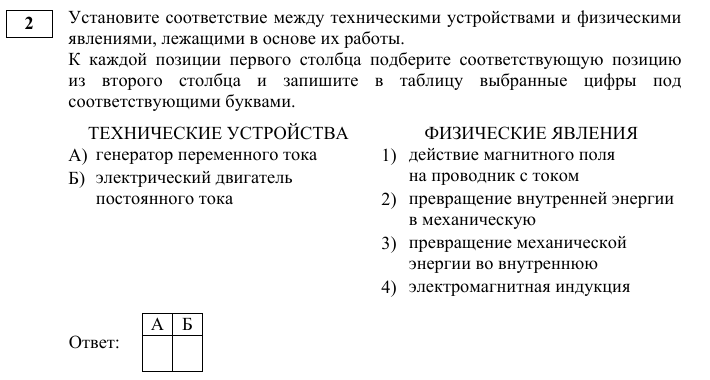 2
Установите соответствие между техническими устройствами и физическими
явлениями, лежащими в основе их работы.
К каждой позиции первого столбца подберите соответствующую позицию
из второго столбца и запишите в таблицу выбранные цифры под
соответствующими буквами.
ТЕХНИЧЕСКИЕ УСТРОЙСТВА
А) генератор переменного тока
Б) электрический двигатель
постоянного тока
ФИЗИЧЕСКИЕ ЯВЛЕНИЯ
1) действие магнитного поля
на проводник с током
2) превращение внутренней энергии
в механическую
3) превращение механической
энергии во внутреннюю
4) электромагнитная индукция
А Б
Ответ: